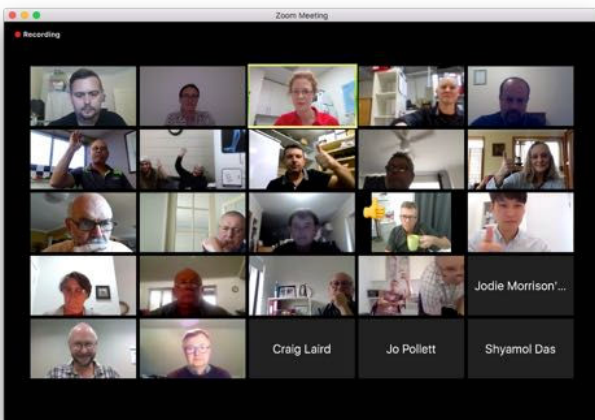 Zoom Meeting
Recording
Jodie Morrison'...
Craig Laird
Jo Pollett
Shyamol Das